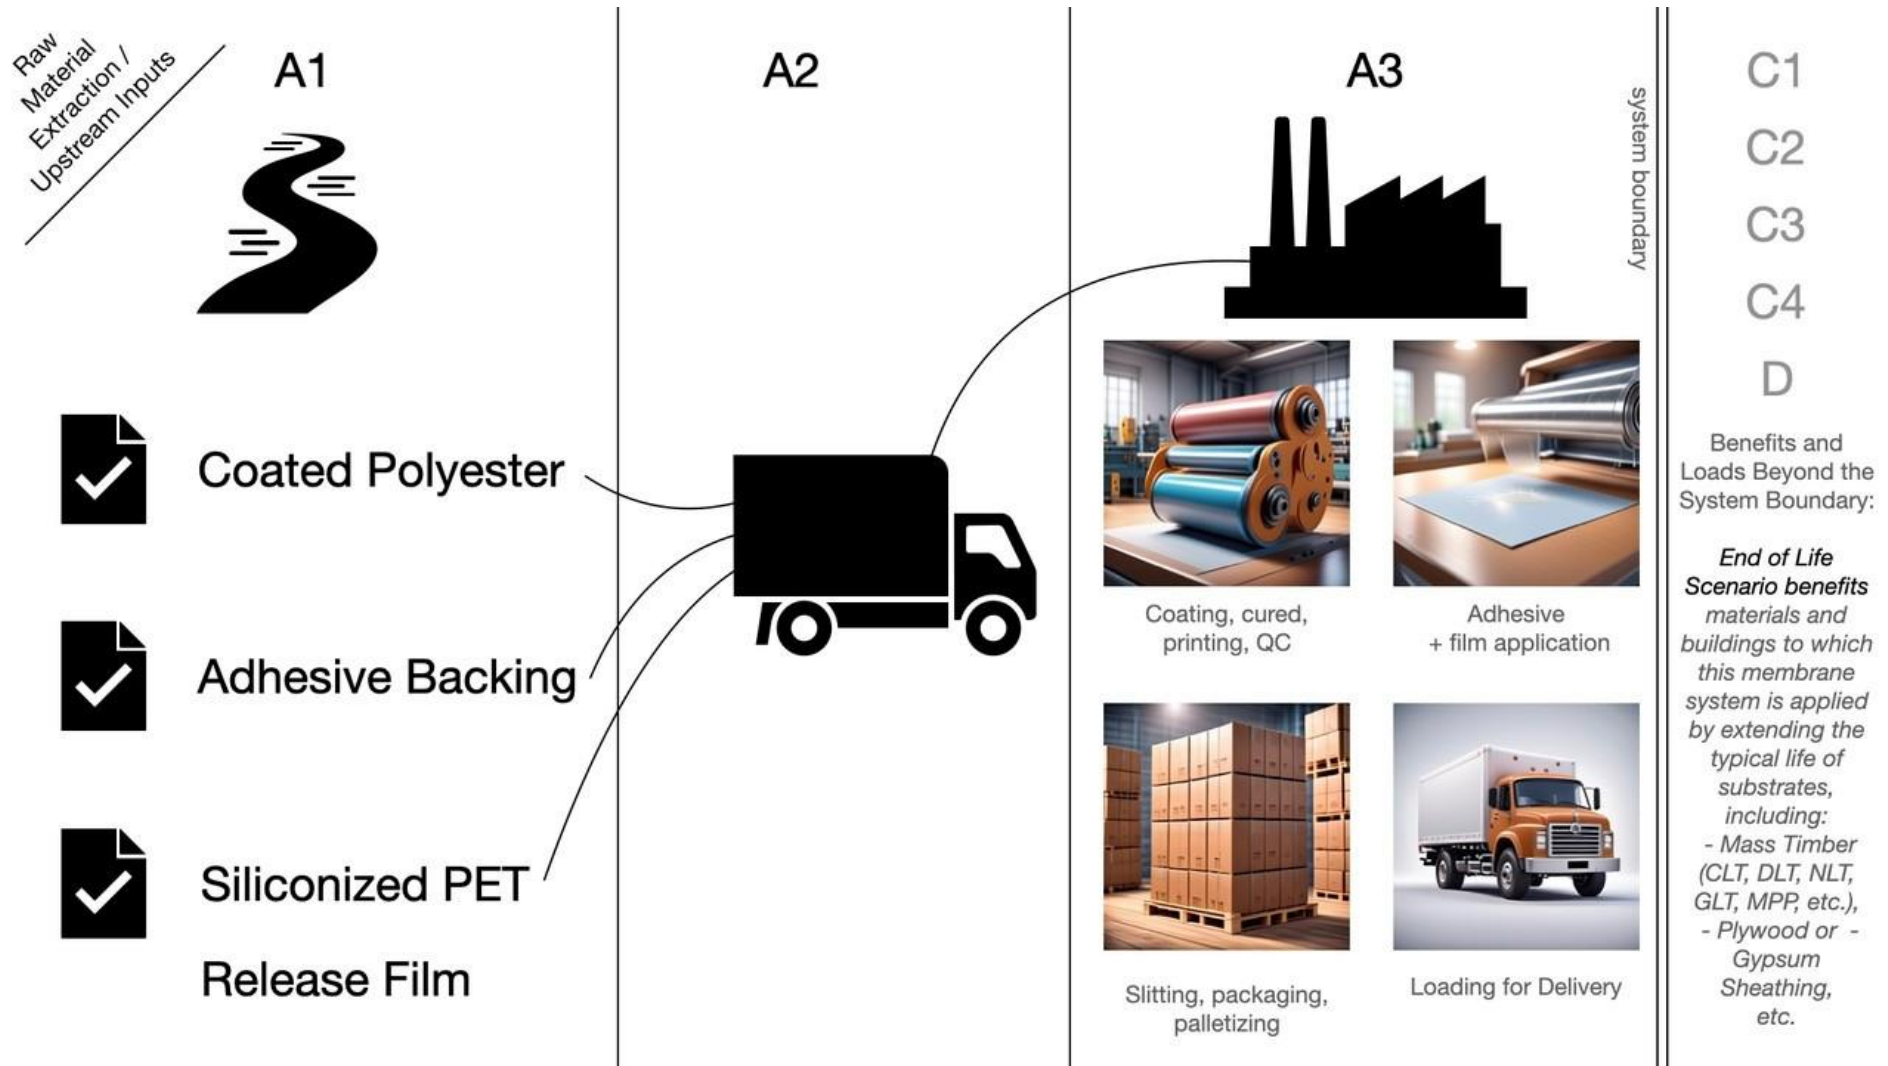 Raw
Material
Extraction /
Upstream Inputs
A1
Coated Polyester
Adhesive Backing
Siliconized PET
Release Film
A2
A3
system boundary
Coating, cured,
printing, QC
Adhesive
+ film application
Slitting, packaging,
palletizing
Loading for Delivery
C1
C2
C3
C4
D
Benefits and
Loads Beyond the
System Boundary:
End of Life
Scenario benefits
materials and
buildings to which
this membrane
system is applied
by extending the
typical life of
substrates,
including:
- Mass Timber
(CLT, DLT, NLT,
GLT, MPP, etc.),
- Plywood or -
Gypsum
Sheathing,
etc.